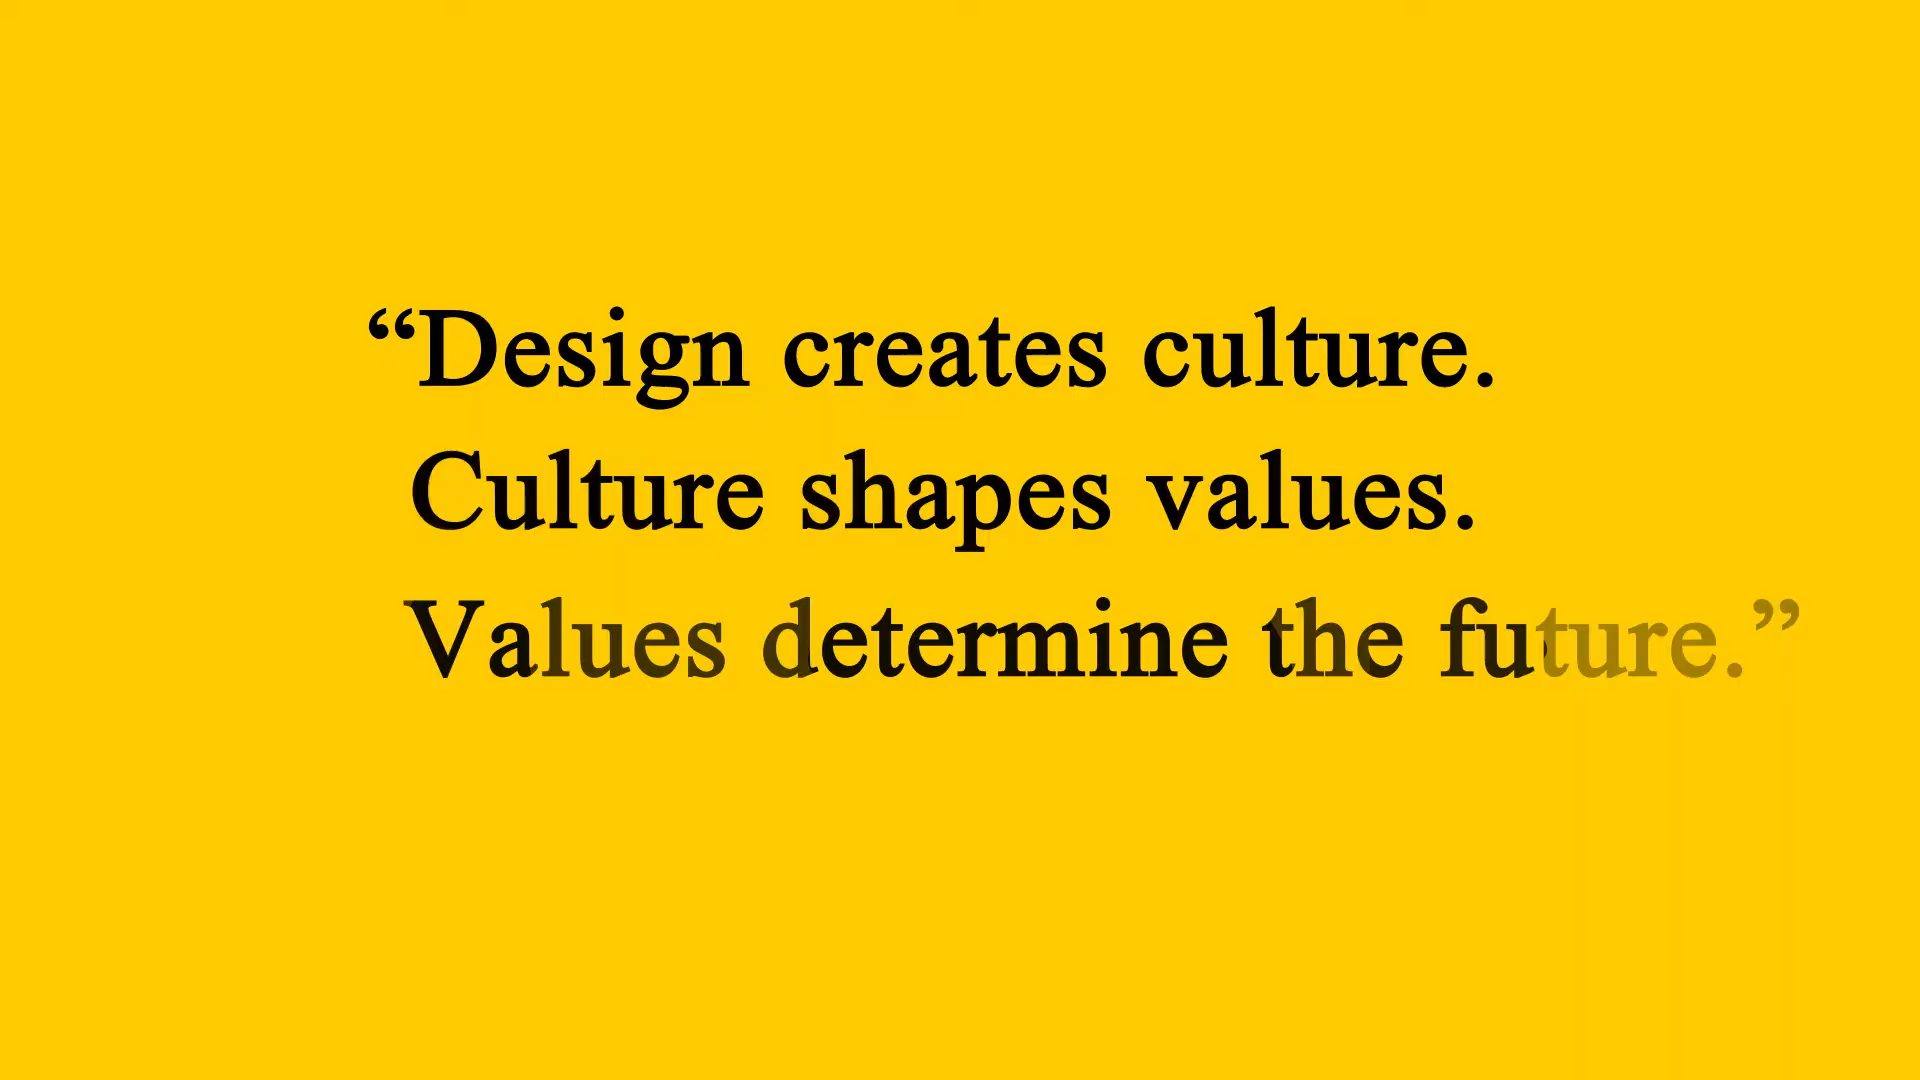 “Design creates culture.
Culture shapes values.
Values determine the future.”